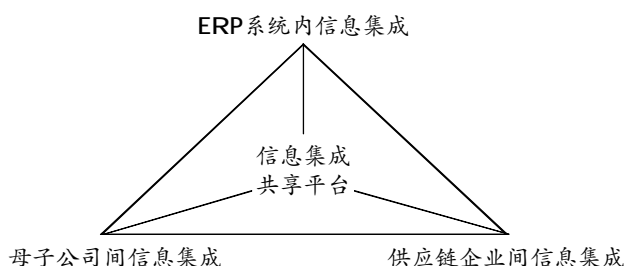 ERP系统内信息集成
信息集成
共享平台
母子公司间信息集成
供应链企业间信息集成